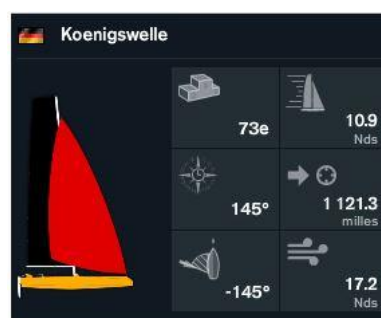 Koenigswelle
73e
10.9
Nds
145°
1 121.3
milles
-145°
17.2
Nds